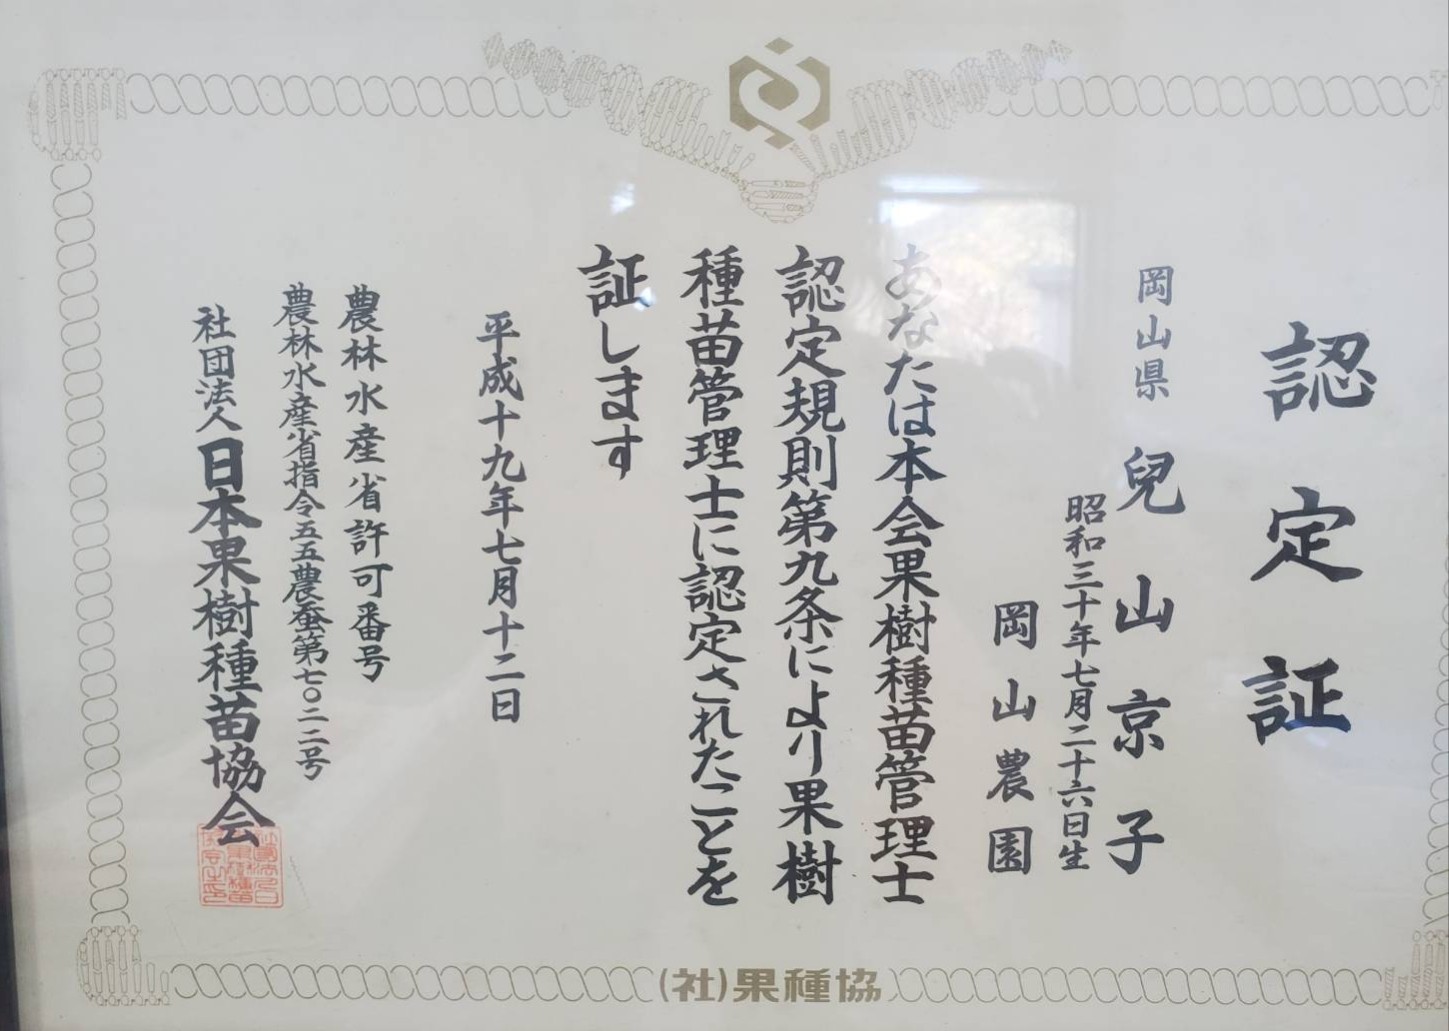 認定証
岡山県 兒山京子
昭和三十年七月二十六日生
岡山農園
あなたは本会果樹種苗管理士
認定規則第九条により果樹
種苗管理士に認定されたことを
証します
平成十九年七月十二日
農林水産省許可番号
農林水産省指令五五農蚕第七〇二二号
社団法人日本果樹種苗協会
(社)果種協